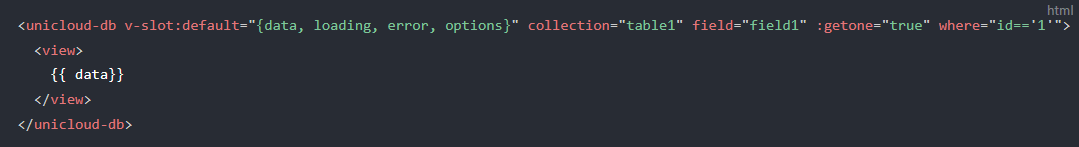 html
<unicloud-db v-slot:default="{data, loading, error, options}" collection="table1" field="field1" :getone="true" where="id=='1'">
<view>
{{ data}}
</view>
</unicloud-db>